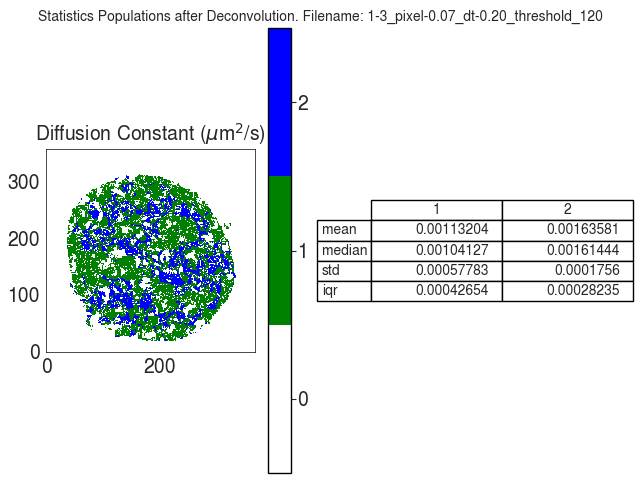 Statistics Populations after Deconvolution. Filename: 1-3_pixel-0.07_dt-0.20_threshold_120
Diffusion Constant (μm²/s)
300
200
100
0
0 200
2
1
0
1 2
mean 0.00113204 0.00163581
median 0.00104127 0.00161444
std 0.00057783 0.0001756
iqr 0.00042654 0.00028235